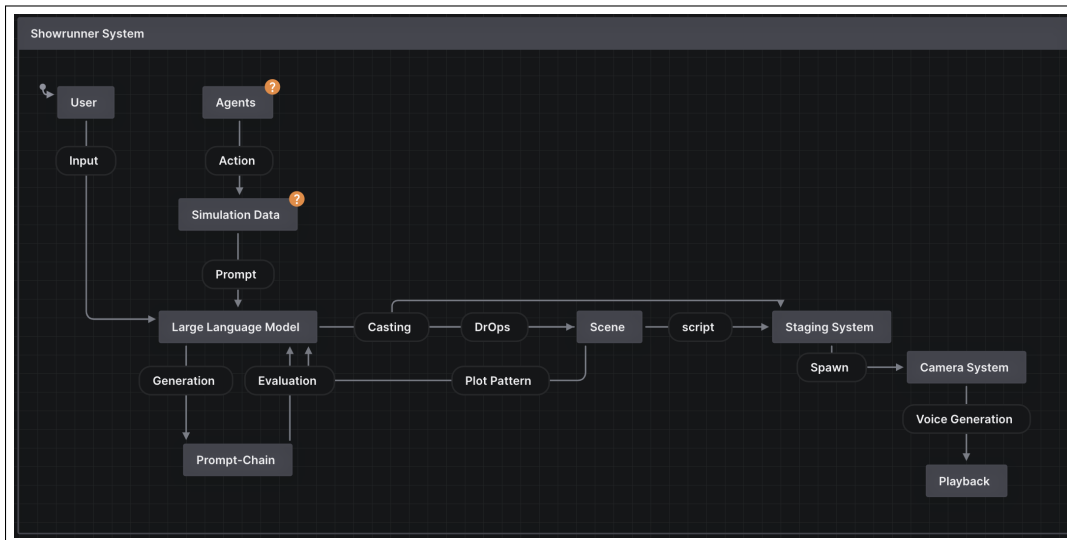 Showrunner System
User
Agents
?
Input
Action
Simulation Data
?
Prompt
Large Language Model
Casting
DrOps
Scene
script
Staging System
Generation
Evaluation
Plot Pattern
Spawn
Camera System
Voice Generation
Prompt-Chain
Playback